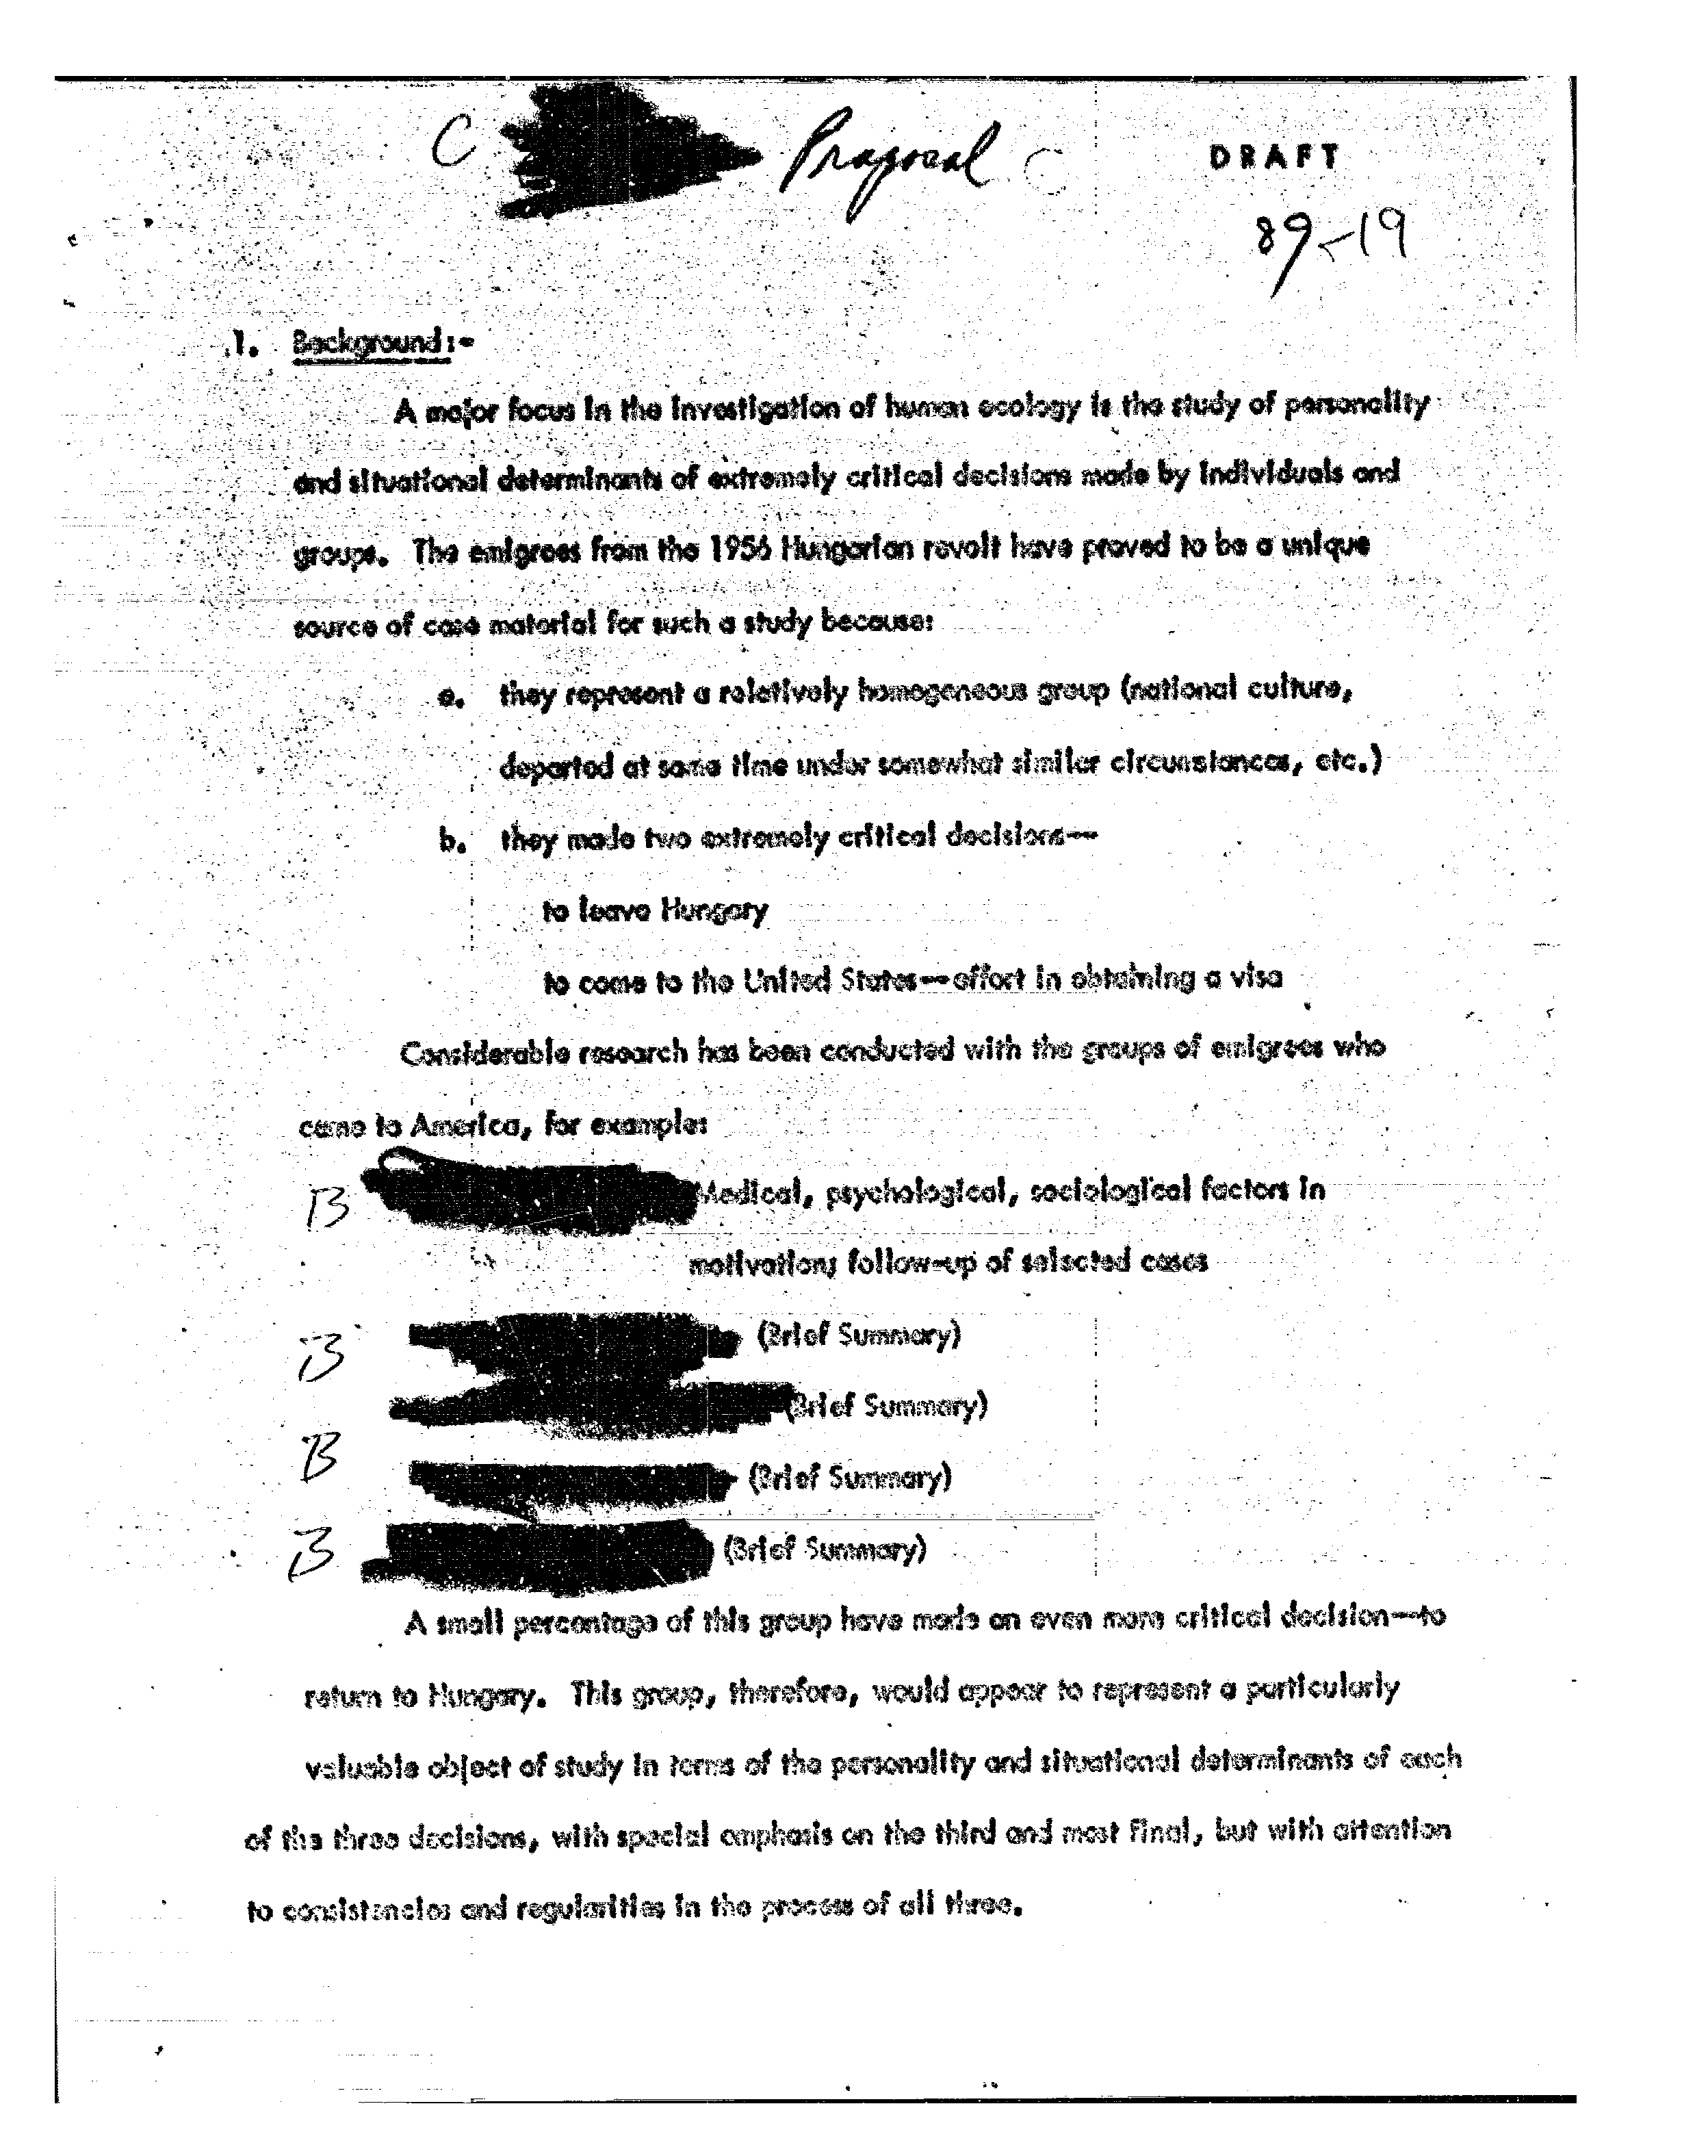 C Proposal
DRAFT
89-19
1. Background:-
A major focus in the investigation of human ecology is the study of personality
and situational determinants of extremely critical decisions made by individuals and
groups. The emigrees from the 1956 Hungarian revolt have proved to be a unique
source of case material for such a study because:
a. they represent a relatively homogeneous group (national culture,
departed at same time under somewhat similar circumstances, etc.)
b. they made two extremely critical decisions--
to leave Hungary
to come to the United States--effort in obtaining a visa
Considerable research has been conducted with the groups of emigrees who
came to America, for example:
B Medical, psychological, sociological factors in
motivation; follow-up of selected cases
B (Brief Summary)
(Brief Summary)
B (Brief Summary)
B (Brief Summary)
A small percentage of this group have made an even more critical decision--to
return to Hungary. This group, therefore, would appear to represent a particularly
valuable object of study in terms of the personality and situational determinants of each
of the three decisions, with special emphasis on the third and most final, but with attention
to consistencies and regularities in the process of all three.